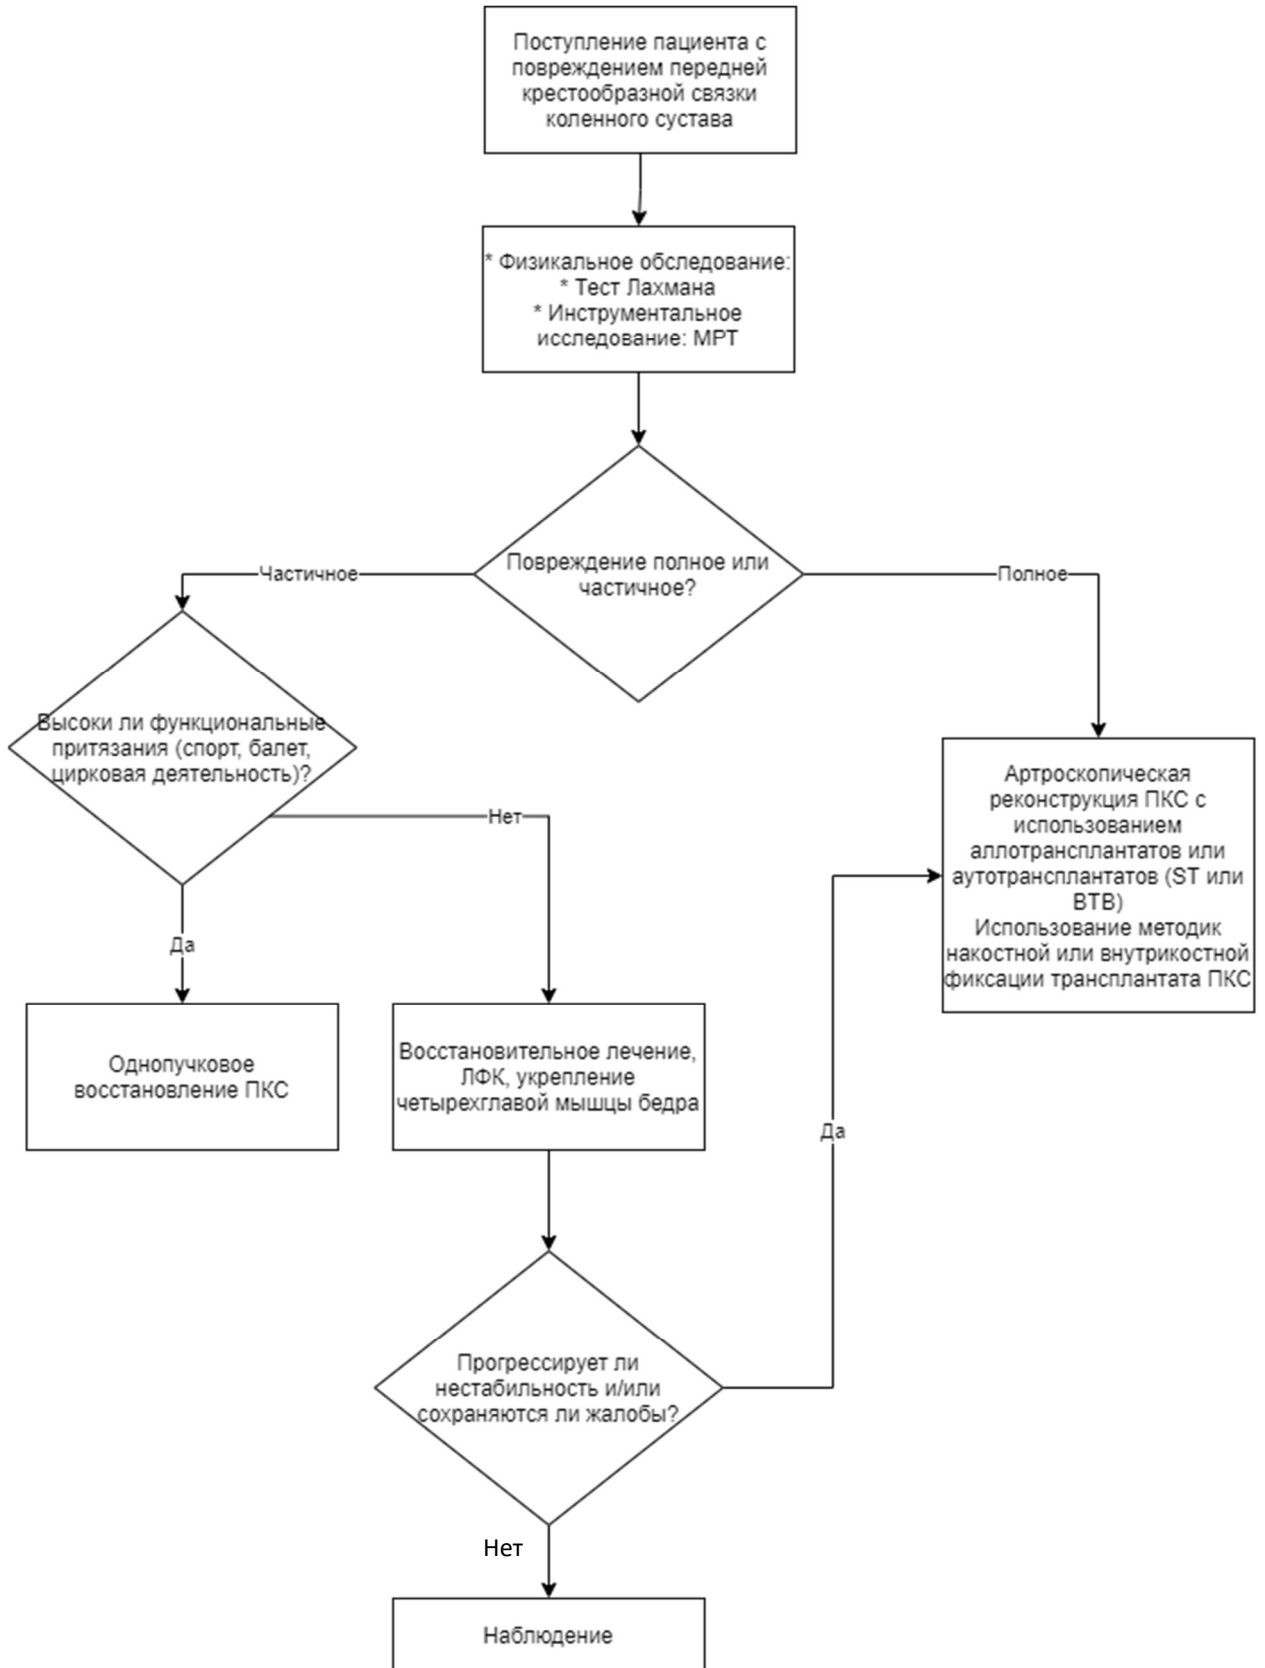 Поступление пациента с
повреждением передней
крестообразной связки
коленного сустава
* Физикальное обследование:
* Тест Лахмана
* Инструментальное
исследование: МРТ
Повреждение полное или
частичное?
Частичное
Полное
Высоки ли функциональные
притязания (спорт, балет,
цирковая деятельность)?
Нет
Да
Артроскопическая
реконструкция ПКС с
использованием
аллотрансплантатов или
аутотрансплантатов (ST или
BTB)
Использование методик
накостной или внутрикостной
фиксации трансплантата ПКС
Однопучковое
восстановление ПКС
Восстановительное лечение,
ЛФК, укрепление
четырехглавой мышцы бедра
Да
Прогрессирует ли
нестабильность и/или
сохраняются ли жалобы?
Нет
Наблюдение